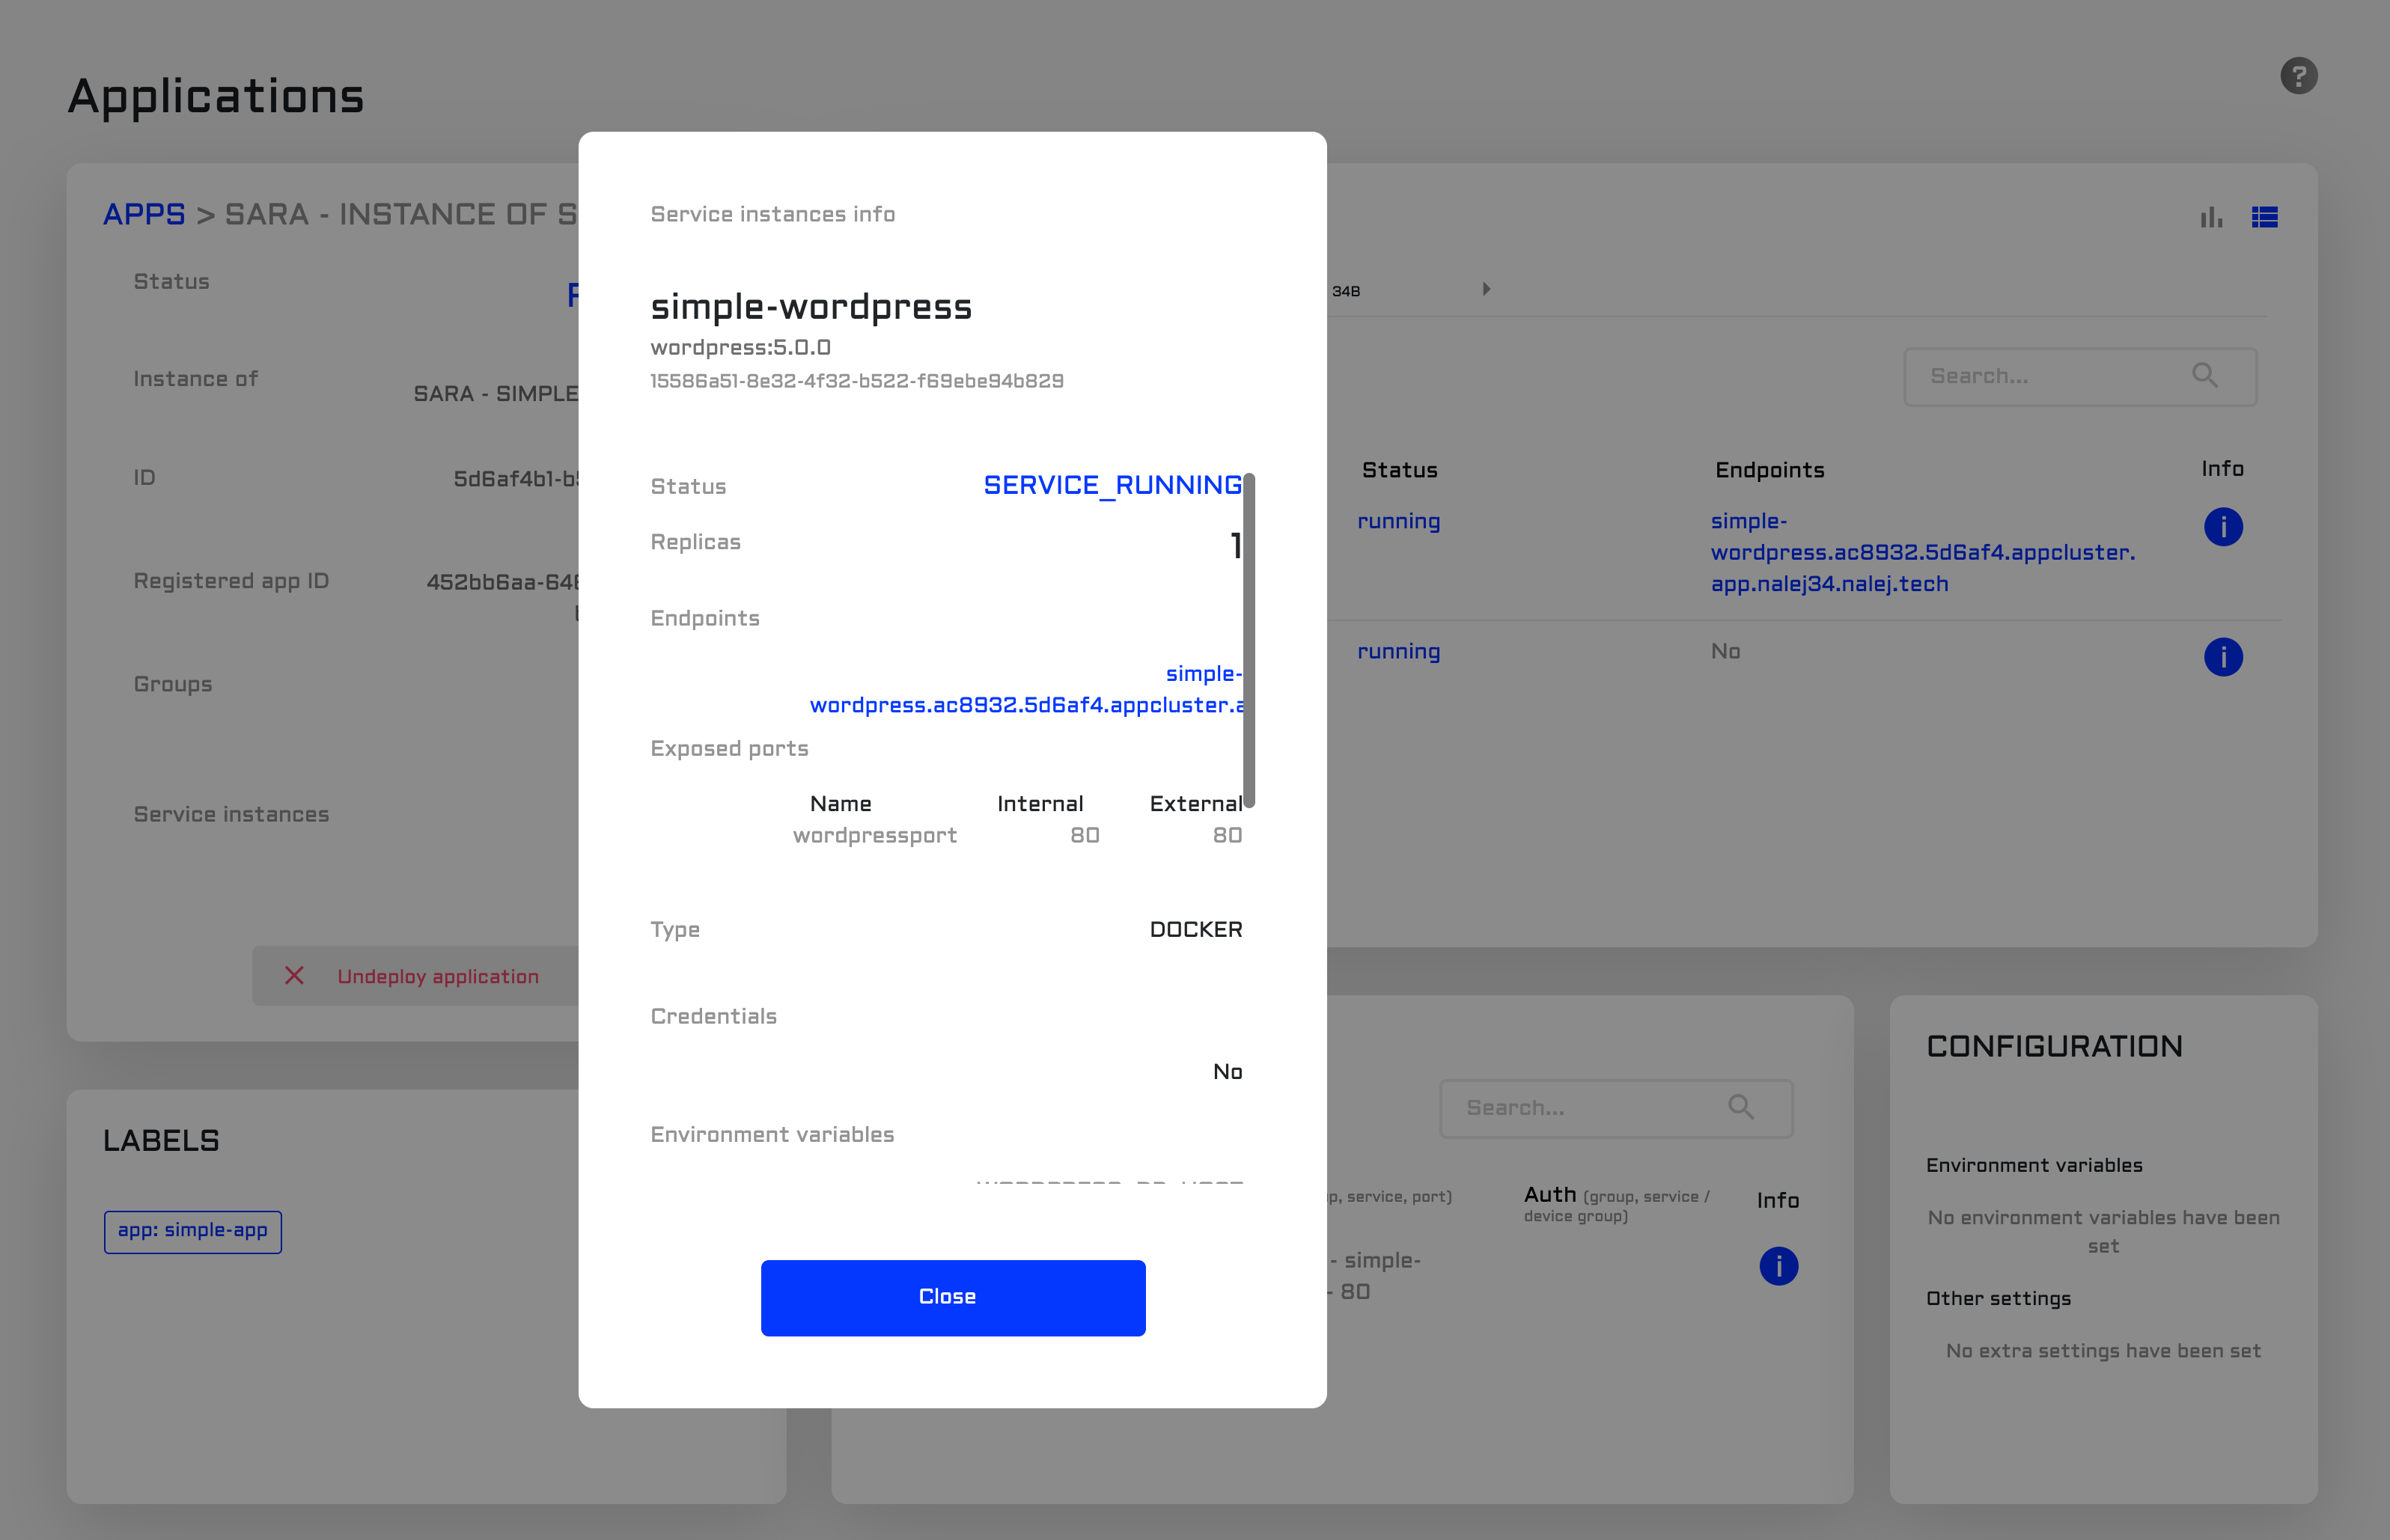 Applications
?
APPS > SARA - INSTANCE OF S
Status
Instance of
SARA - SIMPLE
ID
5d6af4b1-b5
Registered app ID
452bb6aa-646
Groups
Service instances
Undeploy application
LABELS
app: simple-app
Service instances info
simple-wordpress
wordpress:5.0.0
15586a51-8e32-4f32-b522-f69ebe94b829
Status SERVICE_RUNNING
Replicas 1
Endpoints
simple-
wordpress.ac8932.5d6af4.appcluster.a
Exposed ports
Name Internal External
wordpressport 80 80
Type DOCKER
Credentials
No
Environment variables
Close
34B
Search...
Status Endpoints Info
running
simple-
wordpress.ac8932.5d6af4.appcluster.
app.nalej34.nalej.tech
running No
Search...
p, service, port)
Auth (group, service /
device group)
Info
- simple-
- 80
CONFIGURATION
Environment variables
No environment variables have been
set
Other settings
No extra settings have been set